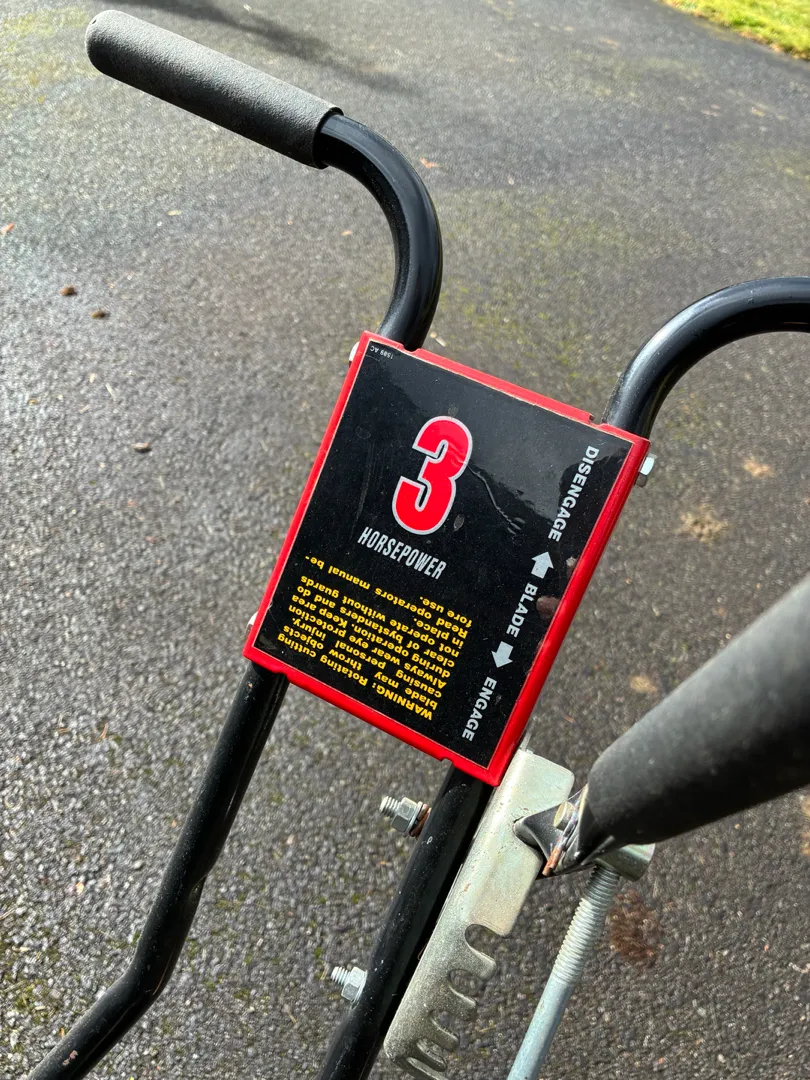 1589 AC
3
HORSEPOWER
DISENGAGE
BLADE
ENGAGE
WARNING: Rotating cutting
blade may throw objects
causing personal injury.
Always wear eye protection
during operation. Keep area
clear of bystanders and do
not operate without guards
in place.
Read operators manual be-
fore use.